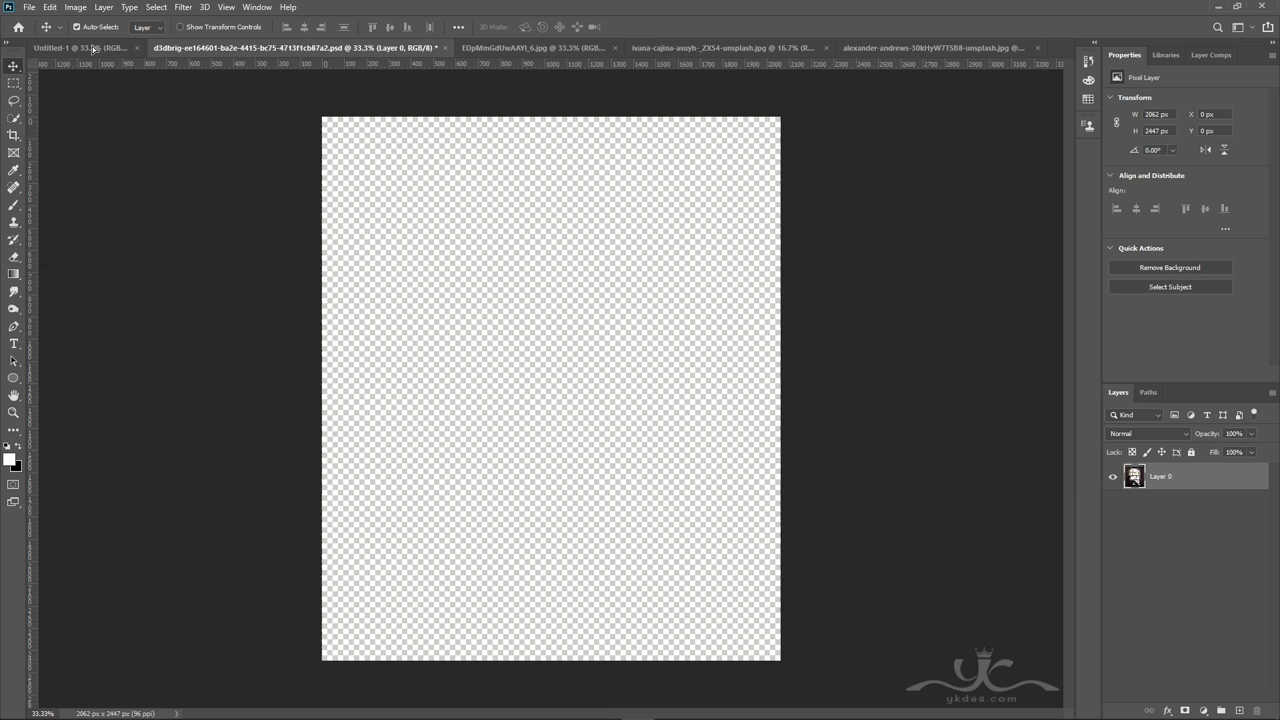 File Edit Image Layer Type Select Filter 3D View Window Help
Auto-Select: Layer Show Transform Controls 3D Mode:
d3dbrig-ee164601-ba2e-4415-bc75-4713f1cb87a2.psd @ 33.3% (Layer 0, RGB/8) * EDpMmGdUwAAYI_6.jpg @ 33.3% (RGB... ivana-cajina-asuyh-_ZX54-unsplash.jpg @ 16.7% (R... alexander-andrews-30kHyW7TSB8-unsplash.jpg @...
Properties Libraries Layer Comps
Pixel Layer
Transform
W 2062 px X 0 px
H 2447 px Y 0 px
0.00°
Align and Distribute
Align:
Quick Actions
Remove Background
Select Subject
Layers Paths
Kind
Normal Opacity: 100%
Lock: Fill: 100%
Layer 0
ykdes.com
33.33% 2062 px x 2447 px (96 ppi)